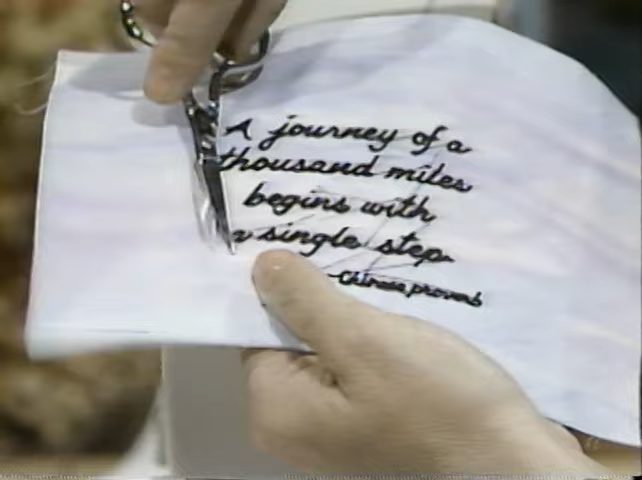 A journey of a
thousand miles
begins with
a single step.
-Chinese proverb